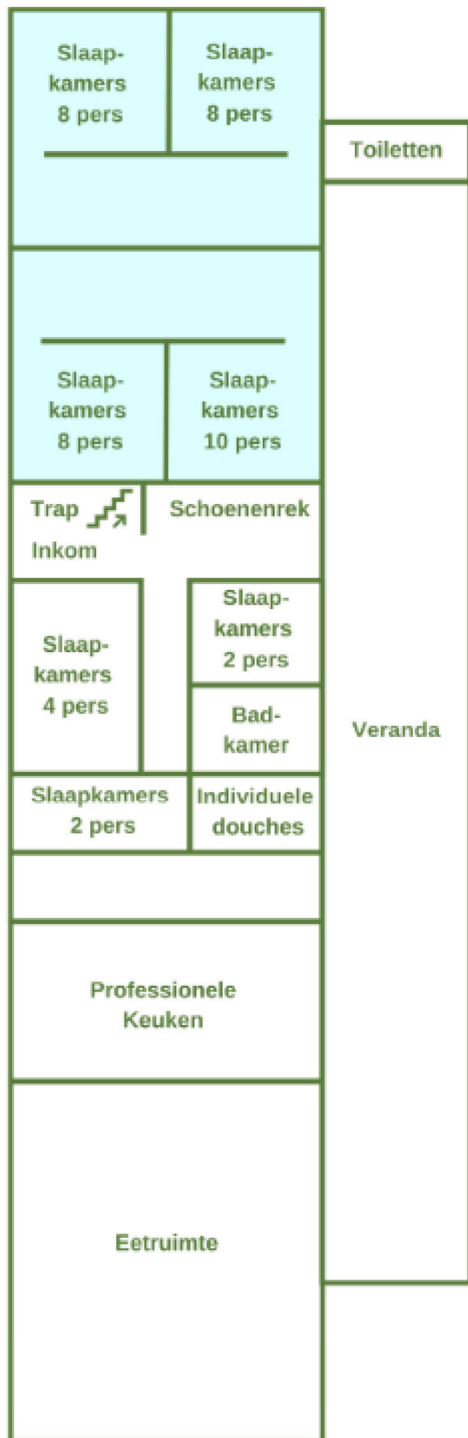 Slaap-
kamers
8 pers
Slaap-
kamers
8 pers
Toiletten
Slaap-
kamers
8 pers
Slaap-
kamers
10 pers
Trap
Schoenenrek
Inkom
Slaap-
kamers
4 pers
Slaap-
kamers
2 pers
Bad-
kamer
Veranda
Slaapkamers
2 pers
Individuele
douches
Professionele
Keuken
Eetruimte